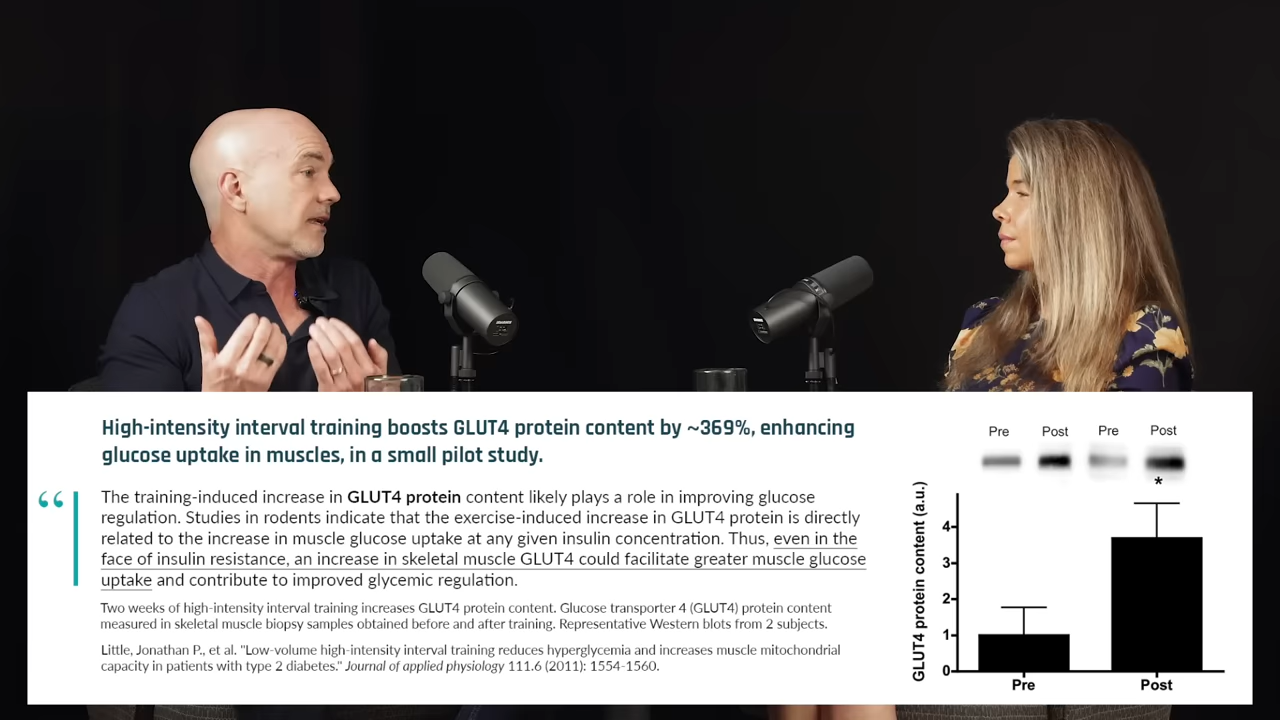 High-intensity interval training boosts GLUT4 protein content by ~369%, enhancing
glucose uptake in muscles, in a small pilot study.
“
The training-induced increase in GLUT4 protein content likely plays a role in improving glucose
regulation. Studies in rodents indicate that the exercise-induced increase in GLUT4 protein is directly
related to the increase in muscle glucose uptake at any given insulin concentration. Thus, even in the
face of insulin resistance, an increase in skeletal muscle GLUT4 could facilitate greater muscle glucose
uptake and contribute to improved glycemic regulation.
Two weeks of high-intensity interval training increases GLUT4 protein content. Glucose transporter 4 (GLUT4) protein content
measured in skeletal muscle biopsy samples obtained before and after training. Representative Western blots from 2 subjects.
Little, Jonathan P., et al. "Low-volume high-intensity interval training reduces hyperglycemia and increases muscle mitochondrial
capacity in patients with type 2 diabetes." Journal of applied physiology 111.6 (2011): 1554-1560.
Pre Post Pre Post
*
GLUT4 protein content (a.u.)
4
3
2
1
0
Pre Post